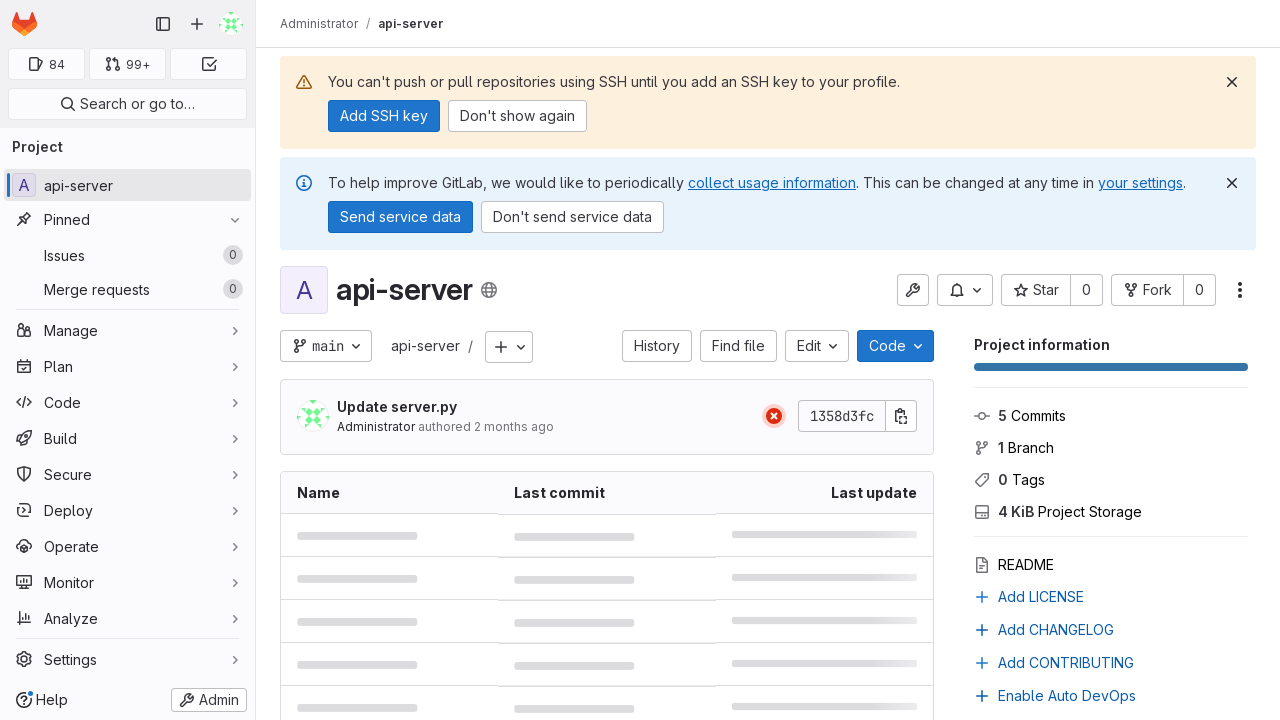 Administrator / api-server
84
99+
Search or go to…
Project
A api-server
Pinned
Issues 0
Merge requests 0
Manage
Plan
Code
Build
Secure
Deploy
Operate
Monitor
Analyze
Settings
Help
Admin
You can't push or pull repositories using SSH until you add an SSH key to your profile.
Add SSH key Don't show again
To help improve GitLab, we would like to periodically collect usage information. This can be changed at any time in your settings.
Send service data Don't send service data
A api-server
Star 0 Fork 0
main api-server / History Find file Edit Code
Update server.py
Administrator authored 2 months ago
1358d3fc
Name Last commit Last update
Project information
5 Commits
1 Branch
0 Tags
4 KiB Project Storage
README
Add LICENSE
Add CHANGELOG
Add CONTRIBUTING
Enable Auto DevOps